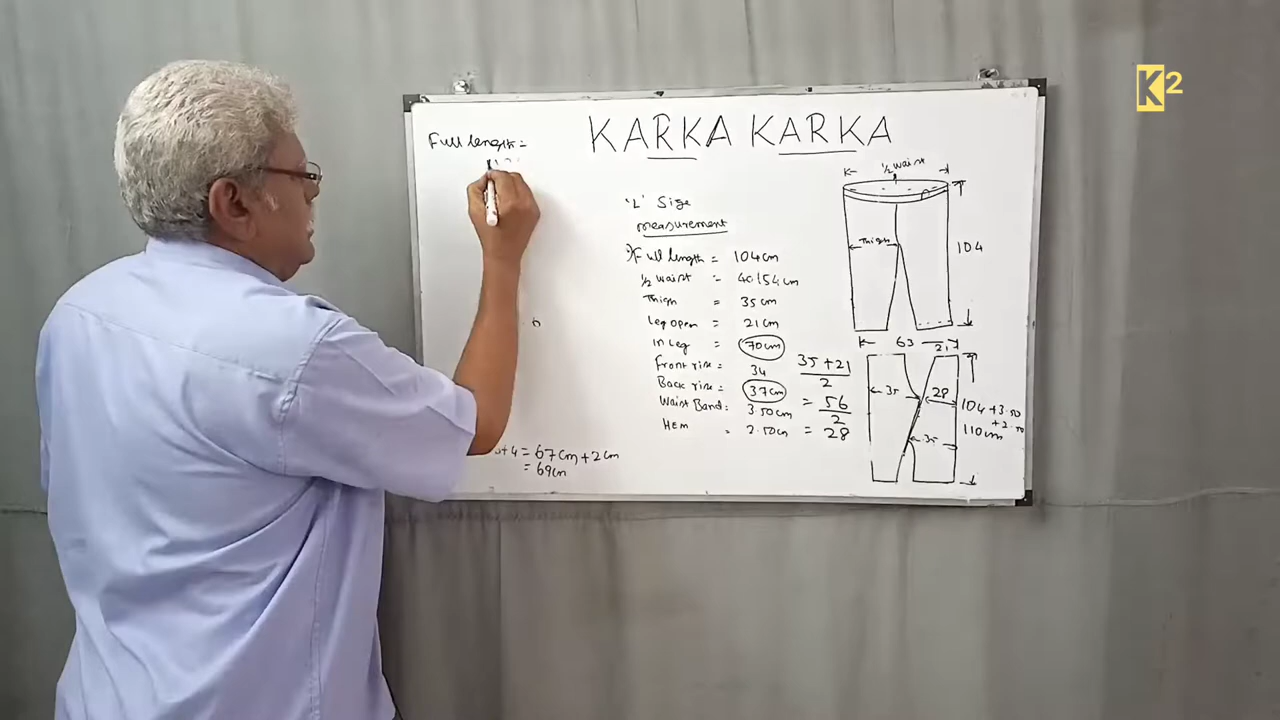 K2
KARKA KARKA
Full length =
1/2 waist
'L' Size
measurement
Full length = 104cm
1/2 waist = 40/54cm
Thigh = 35cm
Leg open = 21cm
In Leg = 70cm
Front rise = 34
Back rise = 37cm
Waist Band = 3.50cm
HEM = 2.50cm
35+21
2
= 56
2
= 28
Thigh
104
63
21
35
28
35
104+3.50
+2.50
110cm
+4 = 67cm+2cm
= 69cm